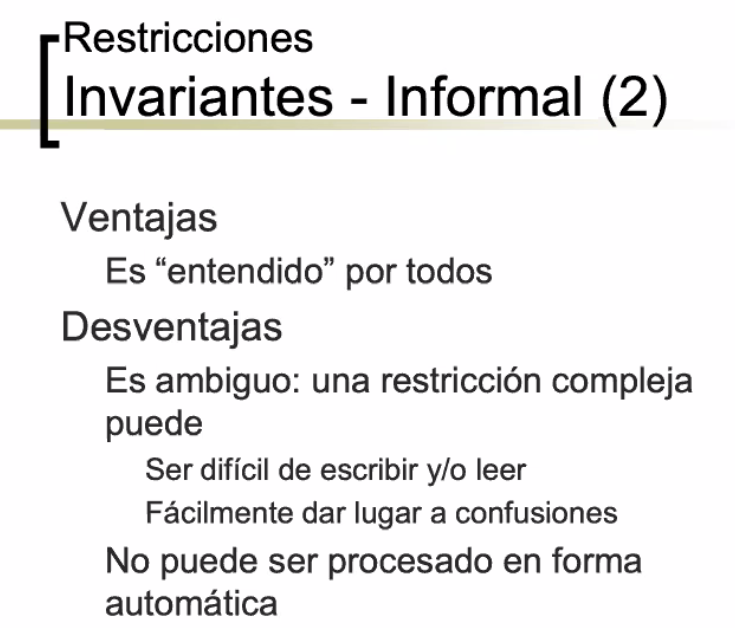 Restricciones
Invariantes - Informal (2)
Ventajas
Es “entendido” por todos
Desventajas
Es ambiguo: una restricción compleja
puede
Ser difícil de escribir y/o leer
Fácilmente dar lugar a confusiones
No puede ser procesado en forma
automática